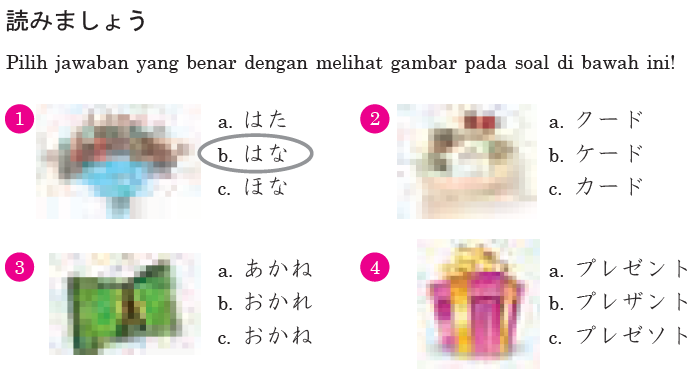 読みましょう
Pilih jawaban yang benar dengan melihat gambar pada soal di bawah ini!
1
a. はた
b. はな
c. ほな
2
a. クード
b. ケード
c. カード
3
a. あかね
b. おかれ
c. おかね
4
a. プレゼント
b. プレザント
c. プレゼソト